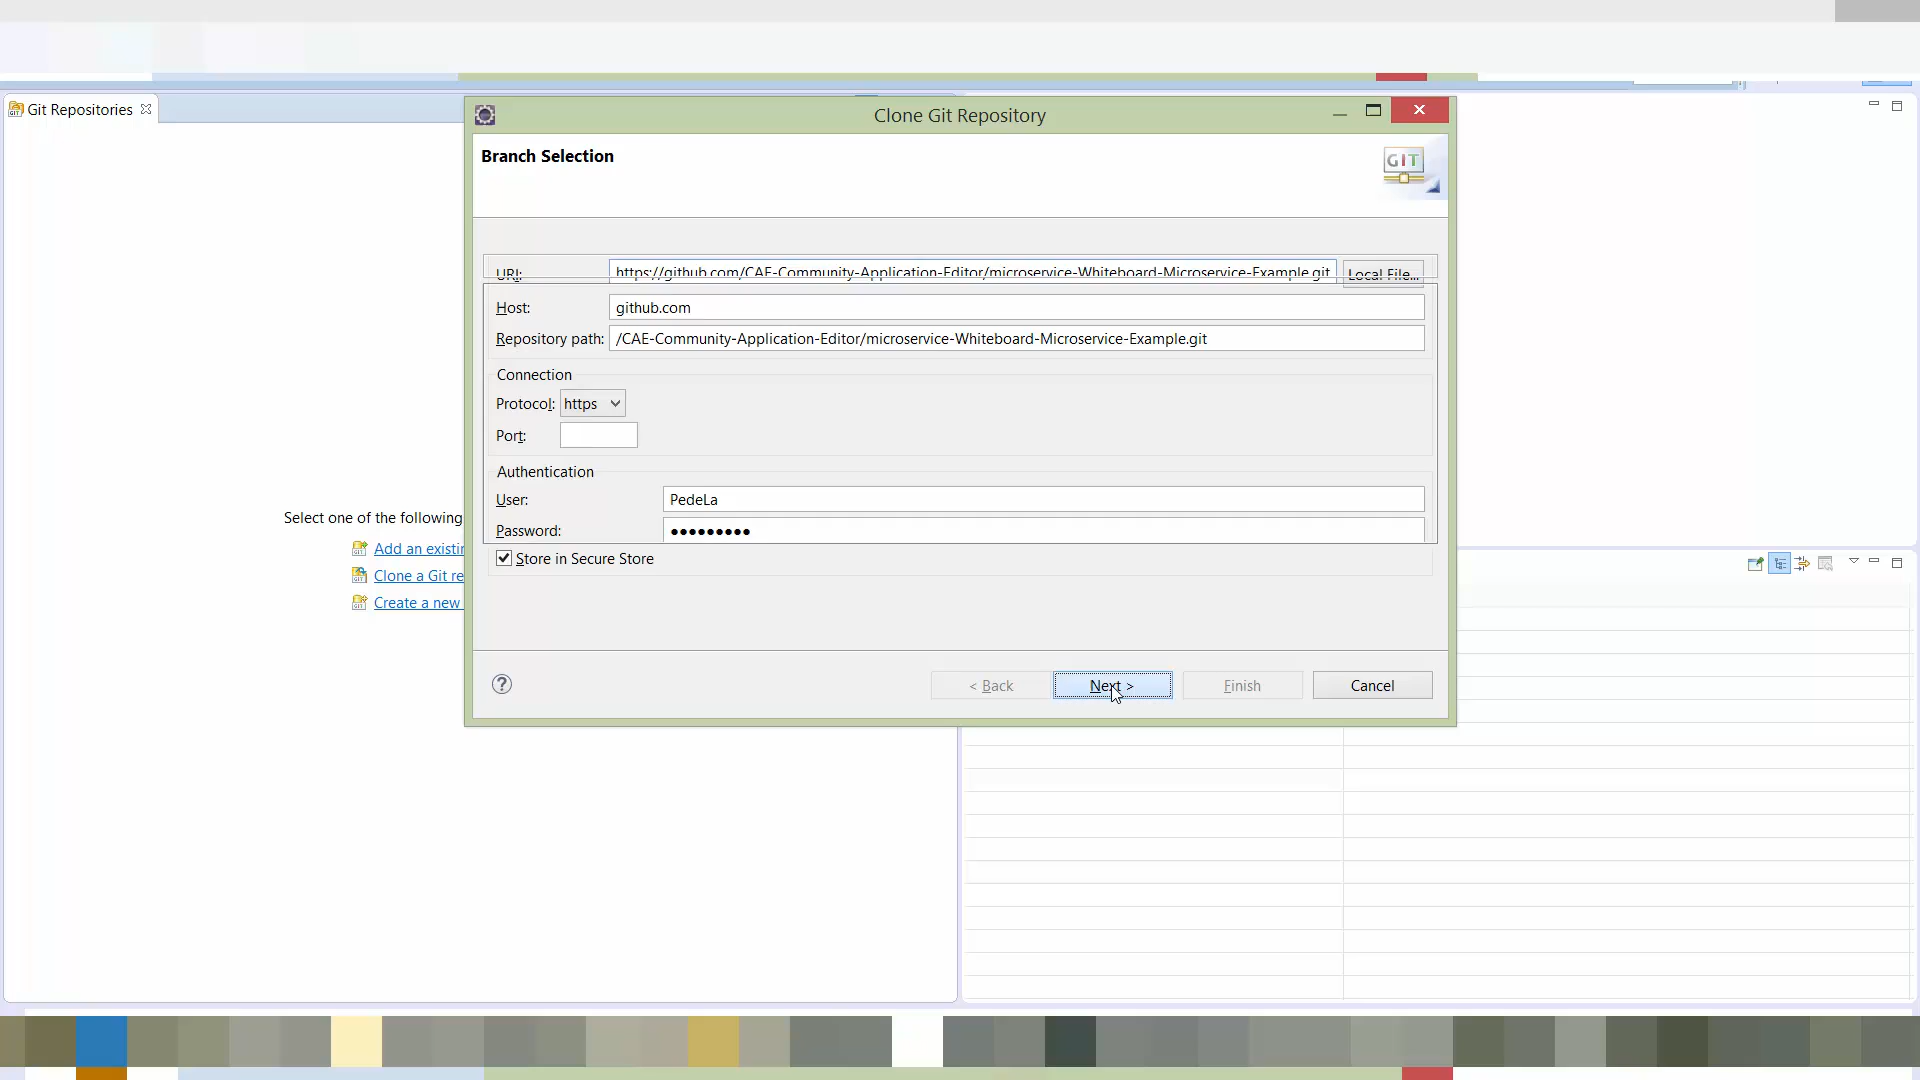 Git Repositories
Clone Git Repository
Branch Selection
GIT
URI:
https://github.com/CAE-Community-Application-Editor/microservice-Whiteboard-Microservice-Example.git
Local File...
Host:
github.com
Repository path:
/CAE-Community-Application-Editor/microservice-Whiteboard-Microservice-Example.git
Connection
Protocol:
https
Port:
Authentication
User:
PedeLa
Password:
Store in Secure Store
Select one of the following
Add an existin
Clone a Git re
Create a new
< Back
Next >
Finish
Cancel